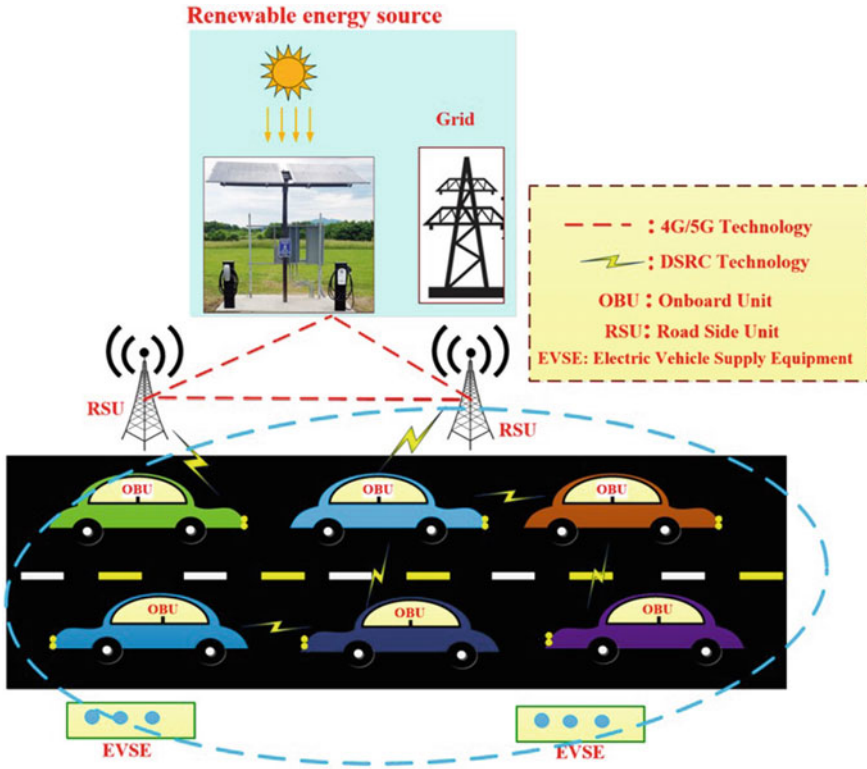 Renewable energy source
Grid
: 4G/5G Technology
: DSRC Technology
OBU : Onboard Unit
RSU: Road Side Unit
EVSE: Electric Vehicle Supply Equipment
RSU
RSU
OBU
OBU
OBU
OBU
OBU
OBU
EVSE
EVSE